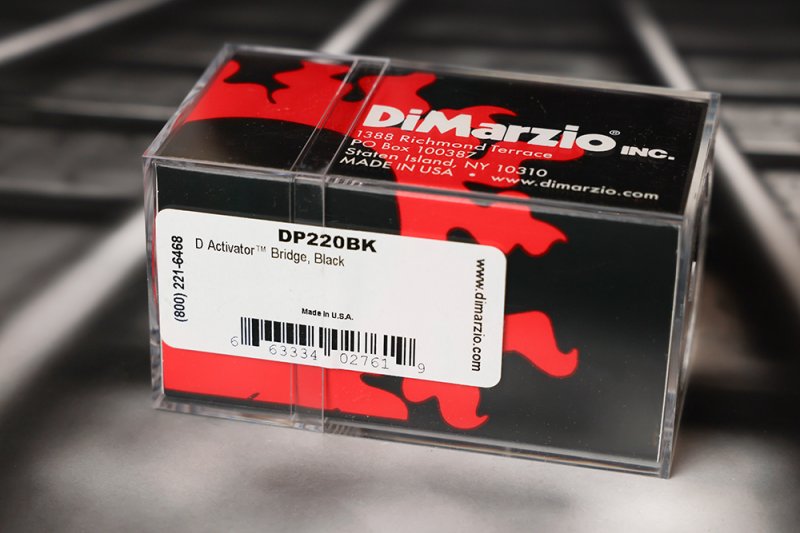 DiMarzio® INC.
1388 Richmond Terrace
PO Box 100387
Staten Island, NY 10310
MADE IN USA • www.dimarzio.com
DP220BK
D Activator™ Bridge, Black
(800) 221-6468
www.dimarzio.com
Made in U.S.A.
6 63334 02761 9